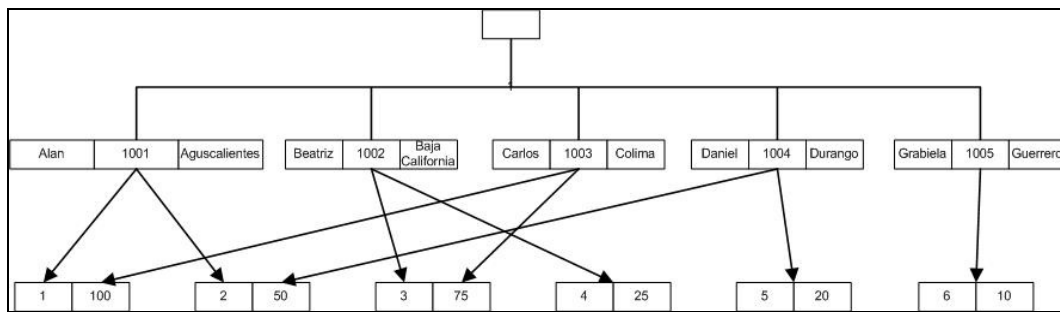 Alan 1001 Aguscalientes
Beatriz 1002 Baja California
Carlos 1003 Colima
Daniel 1004 Durango
Grabiela 1005 Guerrero
1 100
2 50
3 75
4 25
5 20
6 10